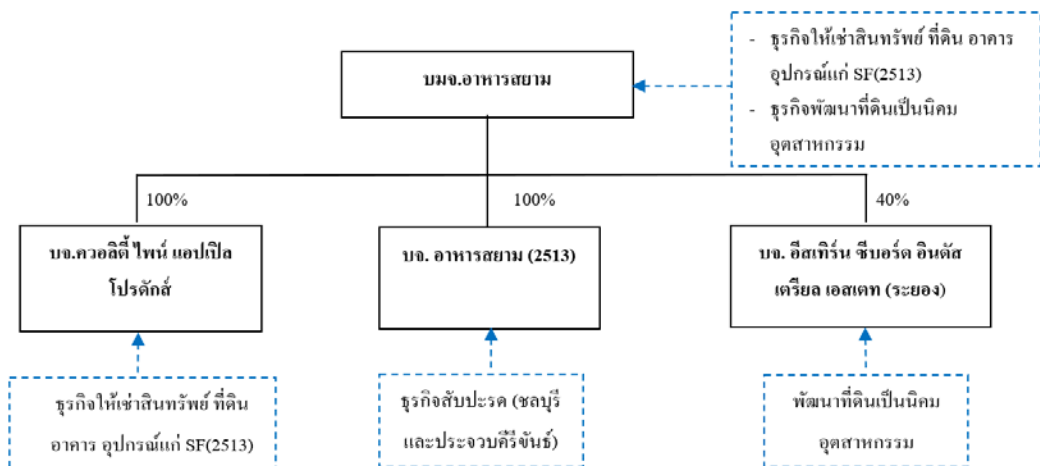 - ธุรกิจให้เช่าสินทรัพย์ ที่ดิน อาคาร
อุปกรณ์แก่ SF(2513)
- ธุรกิจพัฒนาที่ดินเป็นนิคม
อุตสาหกรรม
บมจ.อาหารสยาม
100%
100%
40%
บจ.ควอลิตี้ ไพน์ แอปเปิล
โปรดักส์
บจ. อาหารสยาม (2513)
บจ. อีสเทิร์น ซีบอร์ด อินดัส
เตรียล เอสเตท (ระยอง)
ธุรกิจให้เช่าสินทรัพย์ ที่ดิน
อาคาร อุปกรณ์แก่ SF(2513)
ธุรกิจสับปะรด (ชลบุรี
และประจวบคีรีขันธ์)
พัฒนาที่ดินเป็นนิคม
อุตสาหกรรม